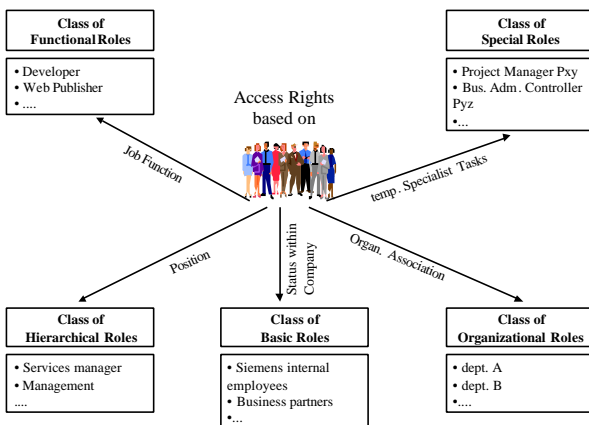 Class of
Functional Roles
• Developer
• Web Publisher
• ....
Class of
Special Roles
• Project Manager Pxy
• Bus. Adm. Controller
Pyz
•...
Access Rights
based on
Job Function
temp. Specialist Tasks
Position
Status within
Company
Organ. Association
Class of
Hierarchical Roles
• Services manager
• Management
....
Class of
Basic Roles
• Siemens internal
employees
• Business partners
•...
Class of
Organizational Roles
• dept. A
• dept. B
•....